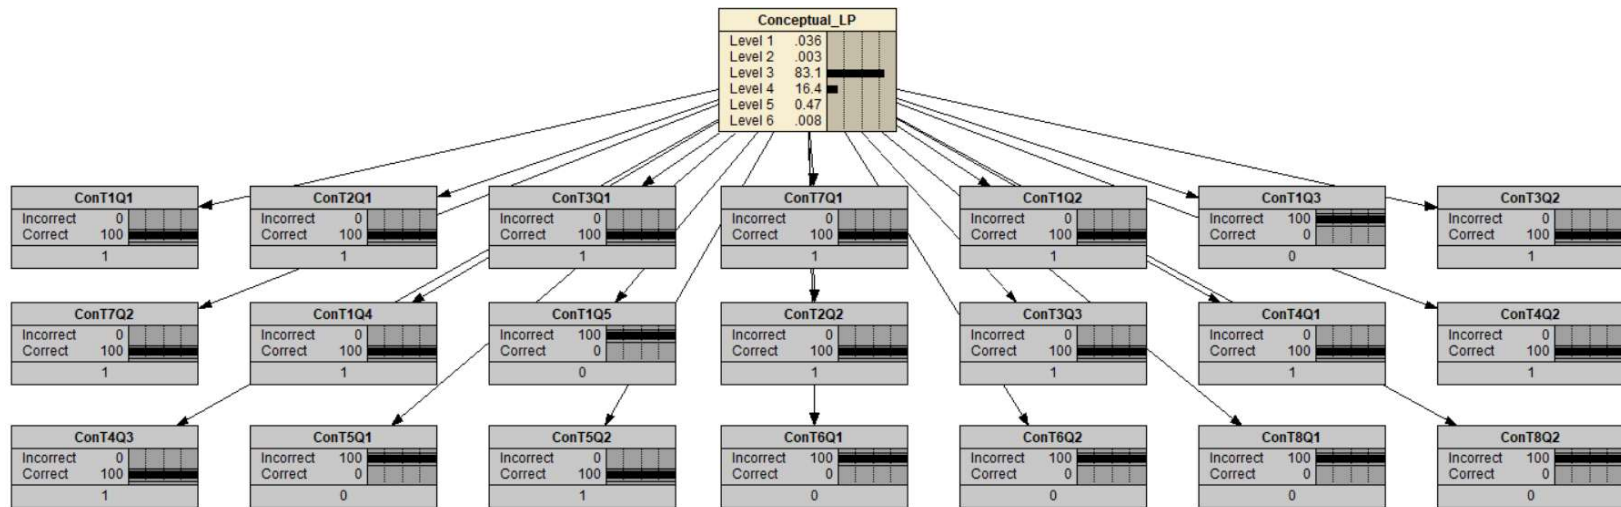 Conceptual_LP
Level 1 .036
Level 2 .003
Level 3 83.1
Level 4 16.4
Level 5 0.47
Level 6 .008
ConT1Q1
Incorrect 0
Correct 100
1
ConT2Q1
Incorrect 0
Correct 100
1
ConT3Q1
Incorrect 0
Correct 100
1
ConT7Q1
Incorrect 0
Correct 100
1
ConT1Q2
Incorrect 0
Correct 100
1
ConT1Q3
Incorrect 100
Correct 0
0
ConT3Q2
Incorrect 0
Correct 100
1
ConT7Q2
Incorrect 0
Correct 100
1
ConT1Q4
Incorrect 0
Correct 100
1
ConT1Q5
Incorrect 100
Correct 0
0
ConT2Q2
Incorrect 0
Correct 100
1
ConT3Q3
Incorrect 0
Correct 100
1
ConT4Q1
Incorrect 0
Correct 100
1
ConT4Q2
Incorrect 0
Correct 100
1
ConT4Q3
Incorrect 0
Correct 100
1
ConT5Q1
Incorrect 100
Correct 0
0
ConT5Q2
Incorrect 0
Correct 100
1
ConT6Q1
Incorrect 100
Correct 0
0
ConT6Q2
Incorrect 100
Correct 0
0
ConT8Q1
Incorrect 100
Correct 0
0
ConT8Q2
Incorrect 100
Correct 0
0